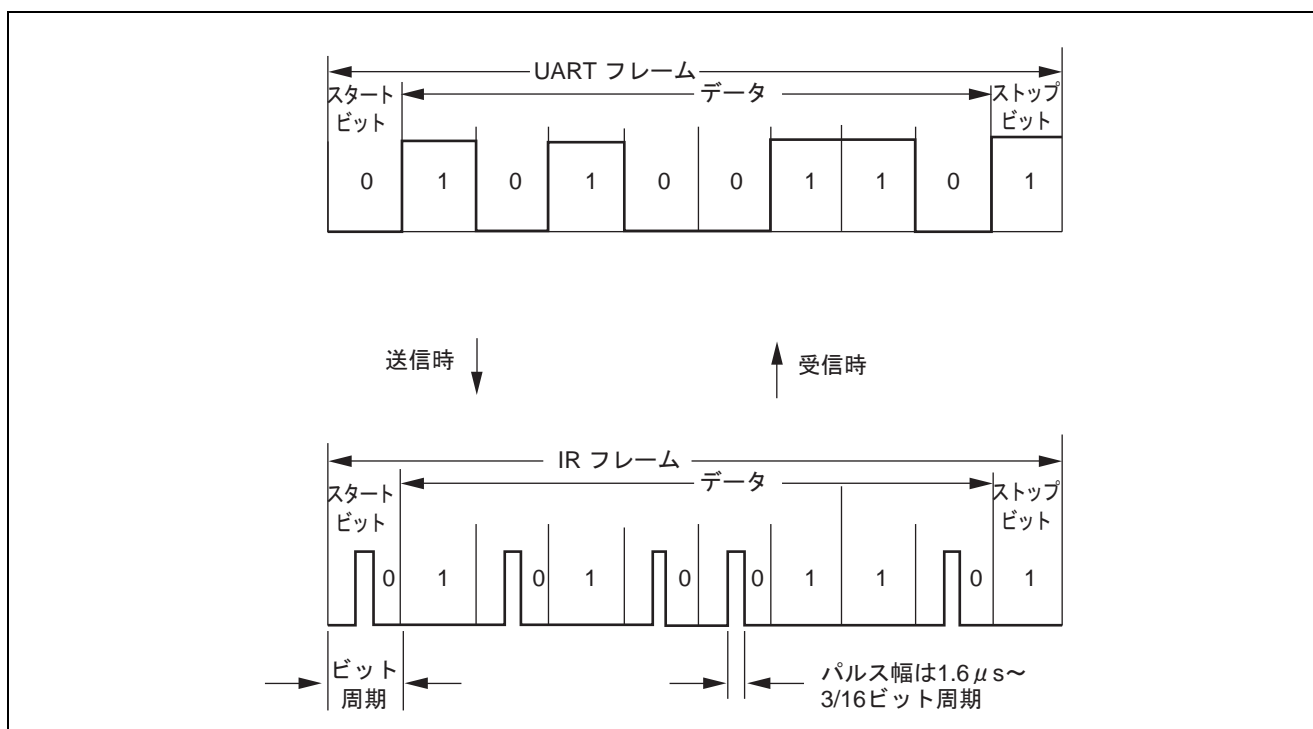 UART フレーム
スタート
ビット
データ
ストップ
ビット
0 1 0 1 0 0 1 1 0 1
送信時
受信時
IR フレーム
スタート
ビット
データ
ストップ
ビット
0 1 0 1 0 0 1 1 0 1
ビット
周期
パルス幅は1.6μs～
3/16ビット周期